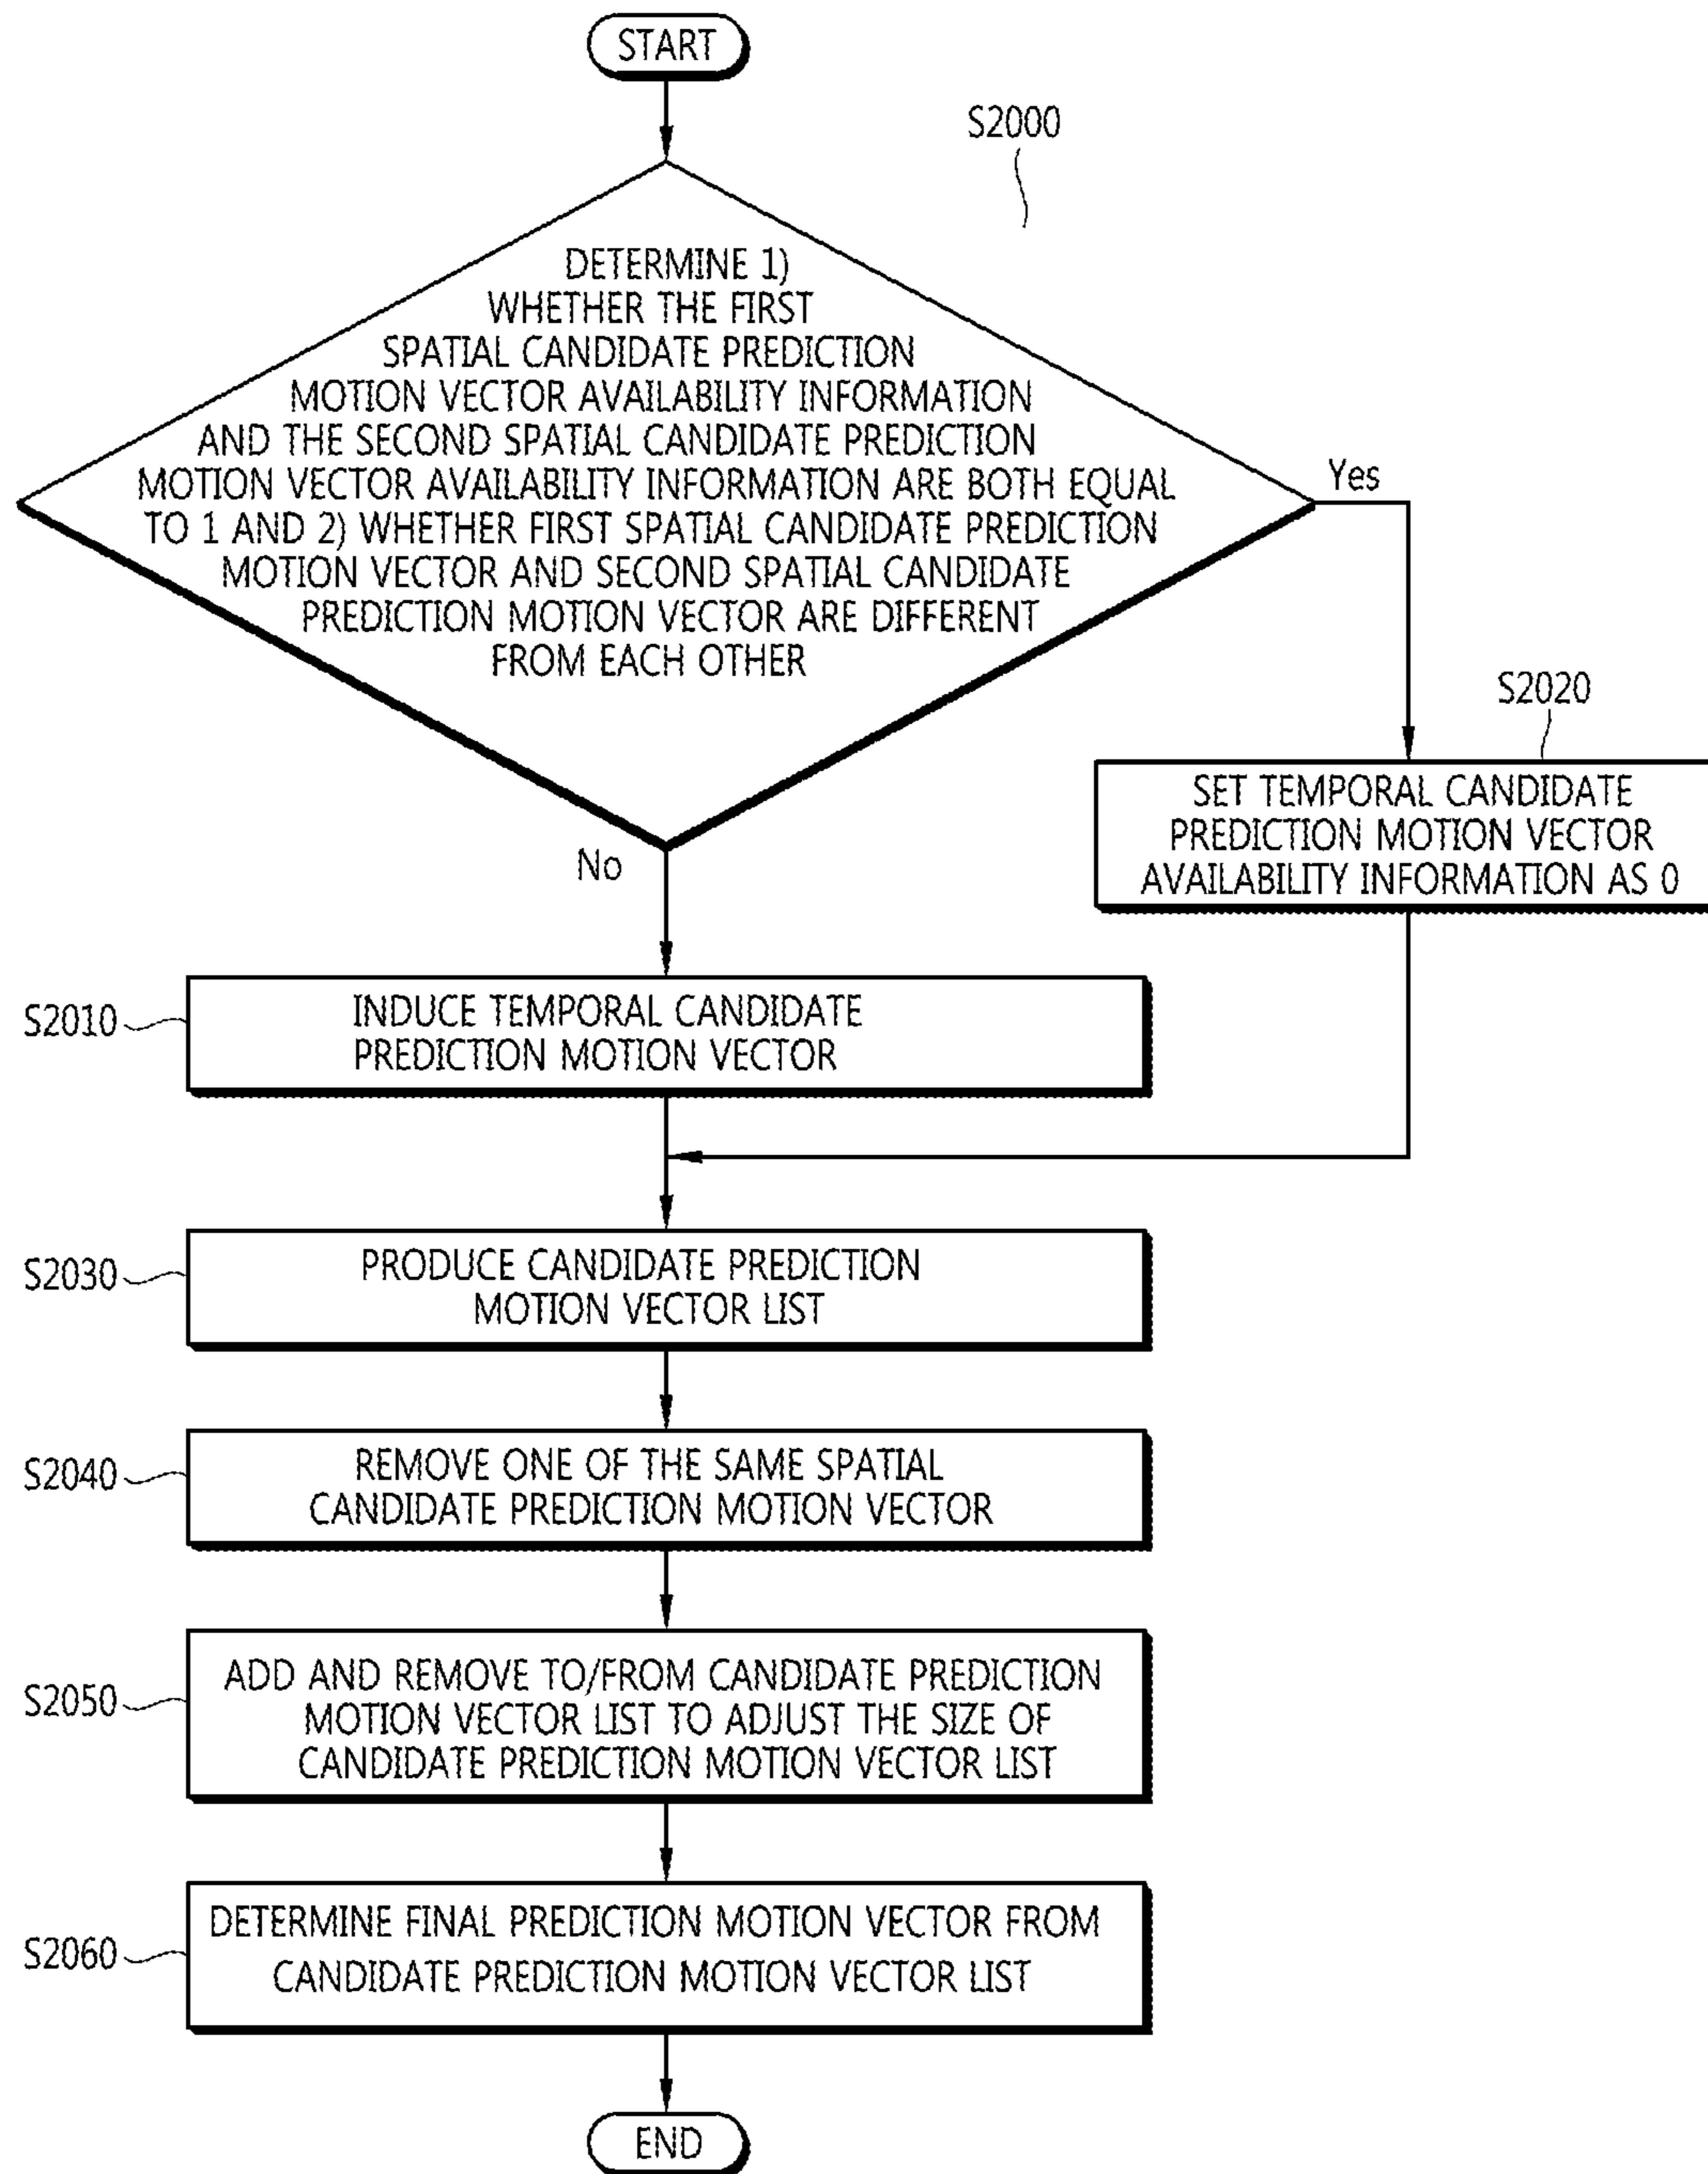 START
S2000
DETERMINE 1)
WHETHER THE FIRST
SPATIAL CANDIDATE PREDICTION
MOTION VECTOR AVAILABILITY INFORMATION
AND THE SECOND SPATIAL CANDIDATE PREDICTION
MOTION VECTOR AVAILABILITY INFORMATION ARE BOTH EQUAL
TO 1 AND 2) WHETHER FIRST SPATIAL CANDIDATE PREDICTION
MOTION VECTOR AND SECOND SPATIAL CANDIDATE
PREDICTION MOTION VECTOR ARE DIFFERENT
FROM EACH OTHER
Yes
S2020
SET TEMPORAL CANDIDATE
PREDICTION MOTION VECTOR
AVAILABILITY INFORMATION AS 0
No
S2010
INDUCE TEMPORAL CANDIDATE
PREDICTION MOTION VECTOR
S2030
PRODUCE CANDIDATE PREDICTION
MOTION VECTOR LIST
S2040
REMOVE ONE OF THE SAME SPATIAL
CANDIDATE PREDICTION MOTION VECTOR
S2050
ADD AND REMOVE TO/FROM CANDIDATE PREDICTION
MOTION VECTOR LIST TO ADJUST THE SIZE OF
CANDIDATE PREDICTION MOTION VECTOR LIST
S2060
DETERMINE FINAL PREDICTION MOTION VECTOR FROM
CANDIDATE PREDICTION MOTION VECTOR LIST
END